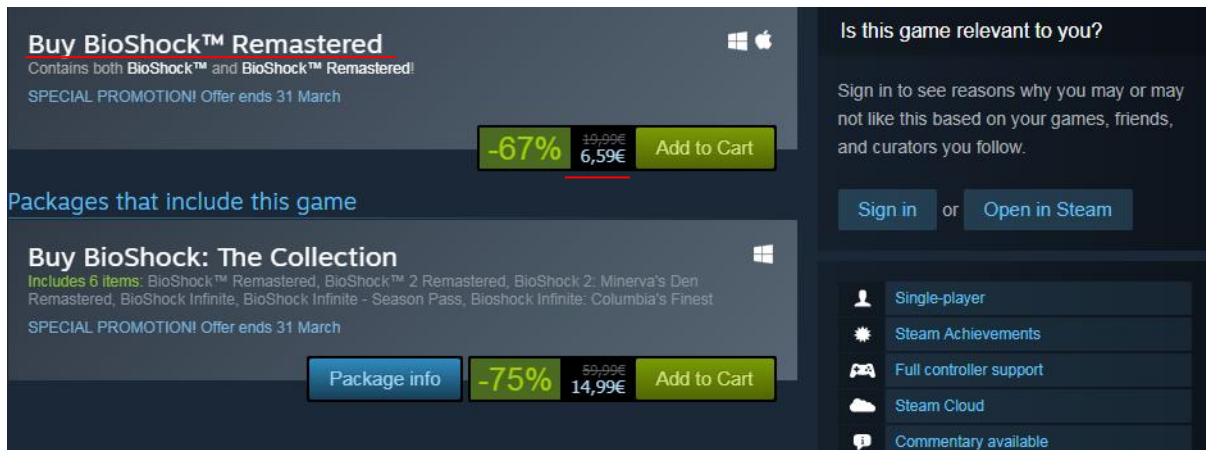 Buy BioShock™ Remastered
Contains both BioShock™ and BioShock™ Remastered!
SPECIAL PROMOTION! Offer ends 31 March
-67%
19,99€
6,59€
Add to Cart
Packages that include this game
Buy BioShock: The Collection
Includes 6 items: BioShock™ Remastered, BioShock™ 2 Remastered, BioShock 2: Minerva's Den
Remastered, BioShock Infinite, BioShock Infinite - Season Pass, Bioshock Infinite: Columbia's Finest
SPECIAL PROMOTION! Offer ends 31 March
Package info
-75%
59,99€
14,99€
Add to Cart
Is this game relevant to you?
Sign in to see reasons why you may or may
not like this based on your games, friends,
and curators you follow.
Sign in or Open in Steam
Single-player
Steam Achievements
Full controller support
Steam Cloud
Commentary available